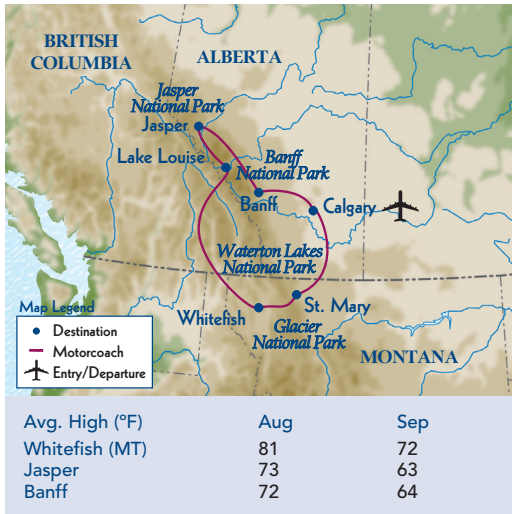 BRITISH
COLUMBIA
ALBERTA
Jasper
National Park
Jasper
Lake Louise
Banff
National Park
Banff
Calgary
Waterton Lakes
National Park
St. Mary
Whitefish
Glacier
National Park
MONTANA
Map Legend
Destination
Motorcoach
Entry/Departure
Avg. High (ºF) Aug Sep
Whitefish (MT) 81 72
Jasper 73 63
Banff 72 64